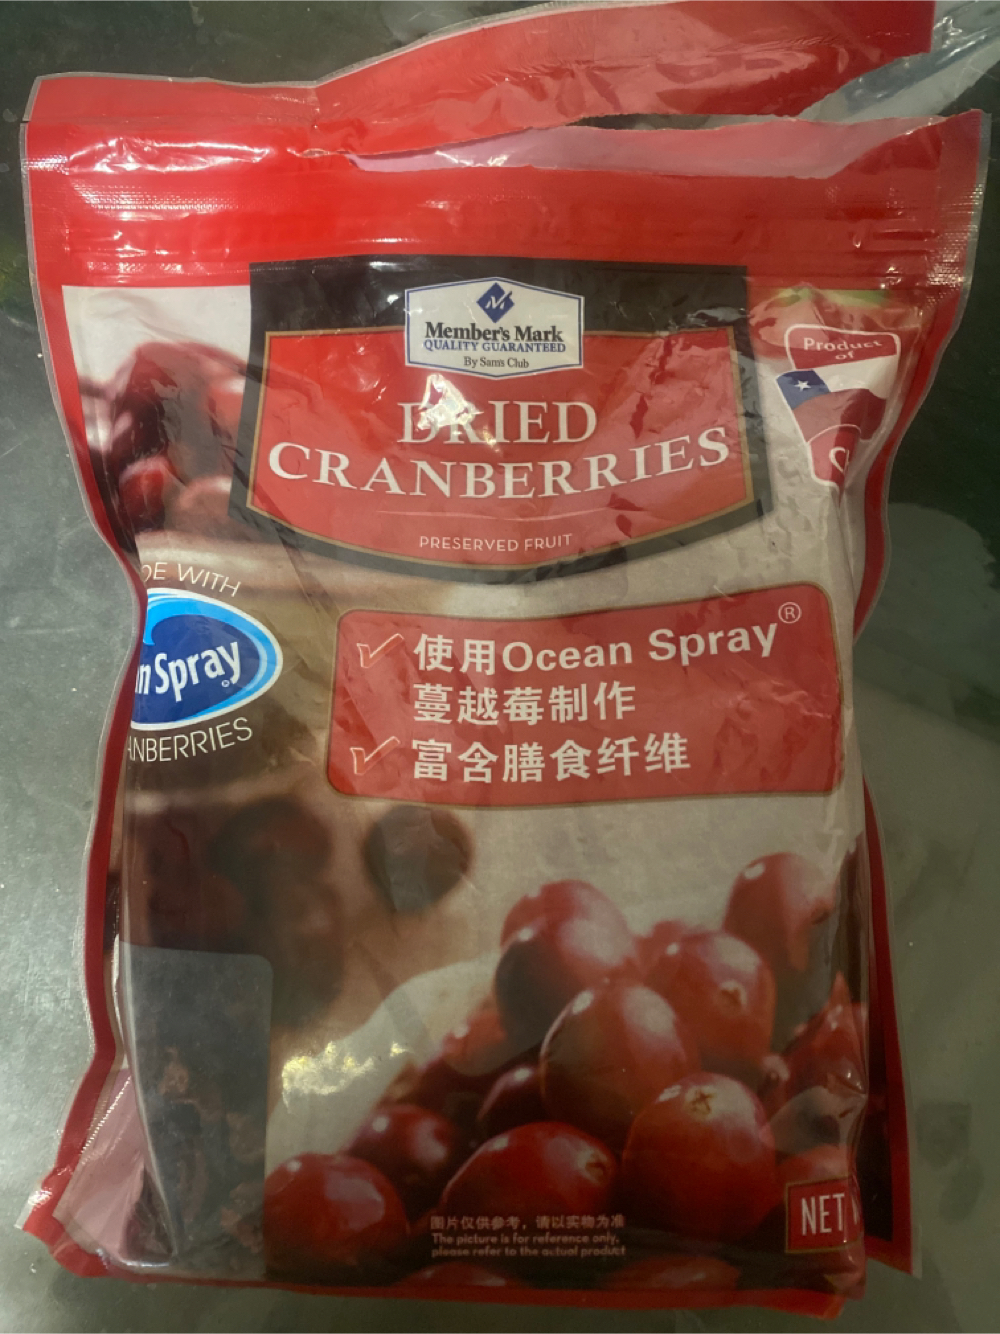 Member's Mark
QUALITY GUARANTEED
By Sam's Club
DRIED
CRANBERRIES
PRESERVED FRUIT
Product
of
WITH
Spray
使用Ocean Spray®
蔓越莓制作
富含膳食纤维
NET
图片仅供参考，请以实物为准
The picture is for reference only,
please refer to the actual product